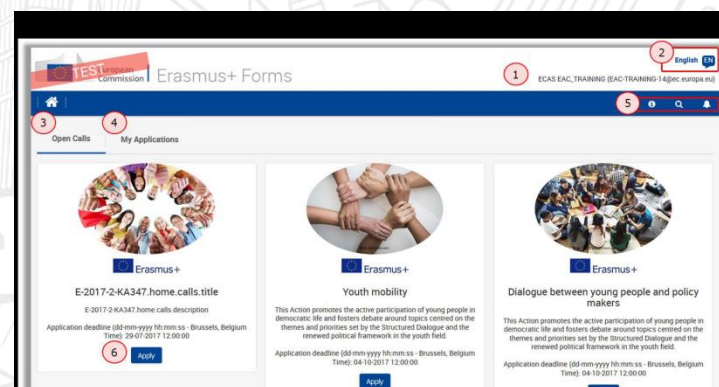 2
English EN
TEST
European
Commission
Erasmus+ Forms
1
ECAS EAC_TRAINING (EAC-TRAINING-14@ec.europa.eu)
5
3
4
Open Calls
My Applications
Erasmus+
E-2017-2-KA347.home.calls.title
E-2017-2-KA347.home.calls.description
Application deadline (dd-mm-yyyy hh:mm:ss - Brussels, Belgium
Time): 29-07-2017 12:00:00
6
Apply
Erasmus+
Youth mobility
This Action promotes the active participation of young people in
democratic life and fosters debate around topics centred on the
themes and priorities set by the Structured Dialogue and the
renewed political framework in the youth field.
Application deadline (dd-mm-yyyy hh:mm:ss - Brussels, Belgium
Time): 04-10-2017 12:00:00
Apply
Erasmus+
Dialogue between young people and policy
makers
This Action promotes the active participation of young people in
democratic life and fosters debate around topics centred on the
themes and priorities set by the Structured Dialogue and the
renewed political framework in the youth field.
Application deadline (dd-mm-yyyy hh:mm:ss - Brussels, Belgium
Time): 04-10-2017 12:00:00